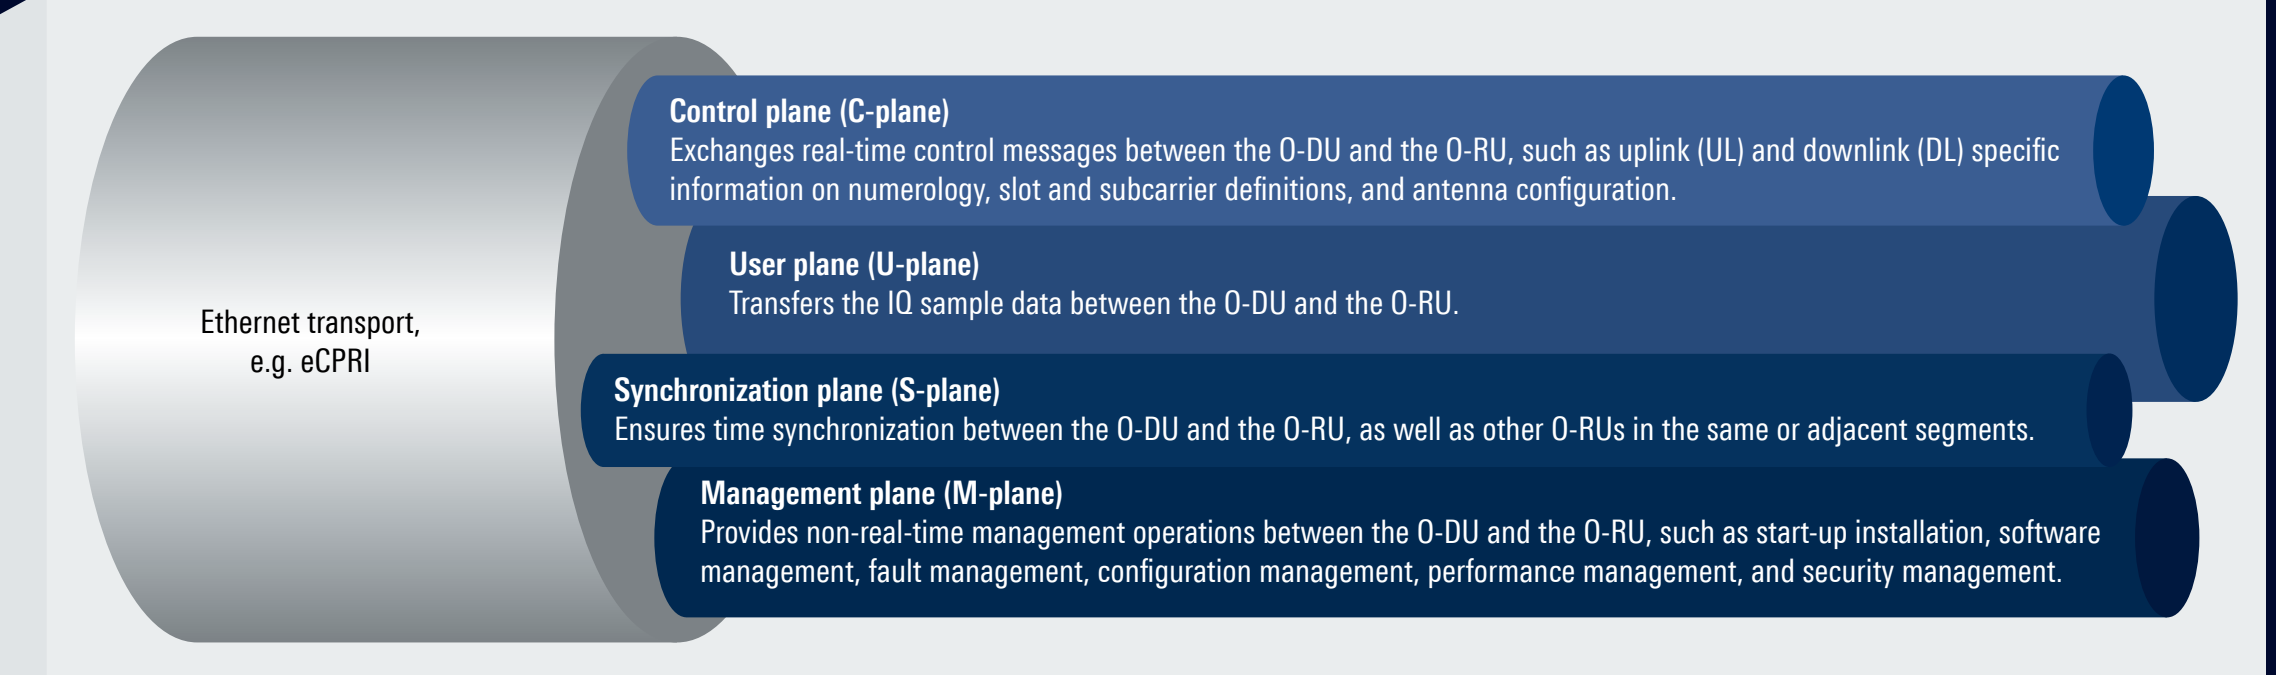 Control plane (C-plane)
Exchanges real-time control messages between the O-DU and the O-RU, such as uplink (UL) and downlink (DL) specific
information on numerology, slot and subcarrier definitions, and antenna configuration.
User plane (U-plane)
Transfers the IQ sample data between the O-DU and the O-RU.
Ethernet transport,
e.g. eCPRI
Synchronization plane (S-plane)
Ensures time synchronization between the O-DU and the O-RU, as well as other O-RUs in the same or adjacent segments.
Management plane (M-plane)
Provides non-real-time management operations between the O-DU and the O-RU, such as start-up installation, software
management, fault management, configuration management, performance management, and security management.